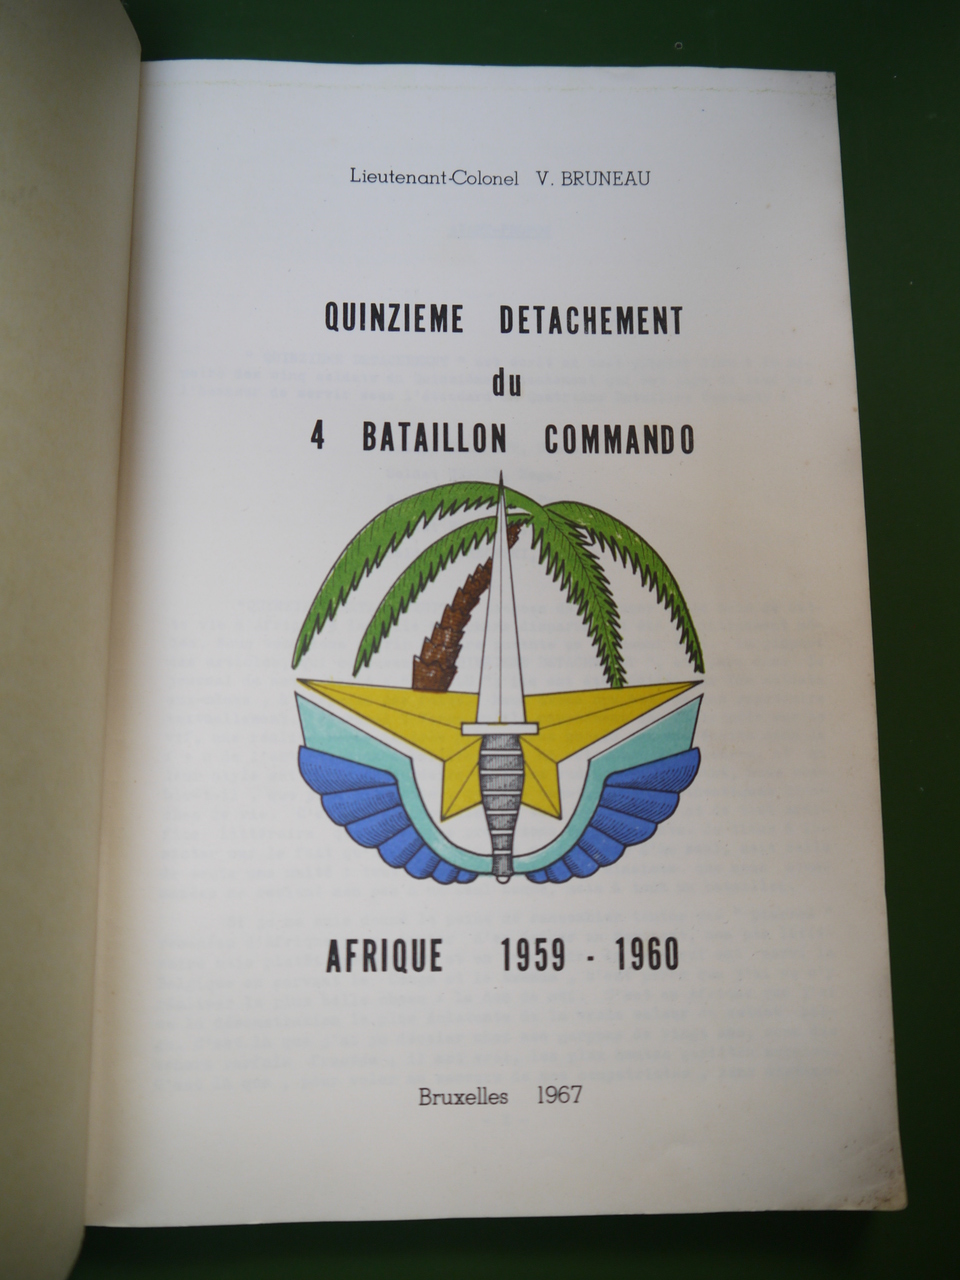 Lieutenant-Colonel V. BRUNEAU
QUINZIEME DETACHEMENT
du
4 BATAILLON COMMANDO
AFRIQUE 1959 - 1960
Bruxelles 1967